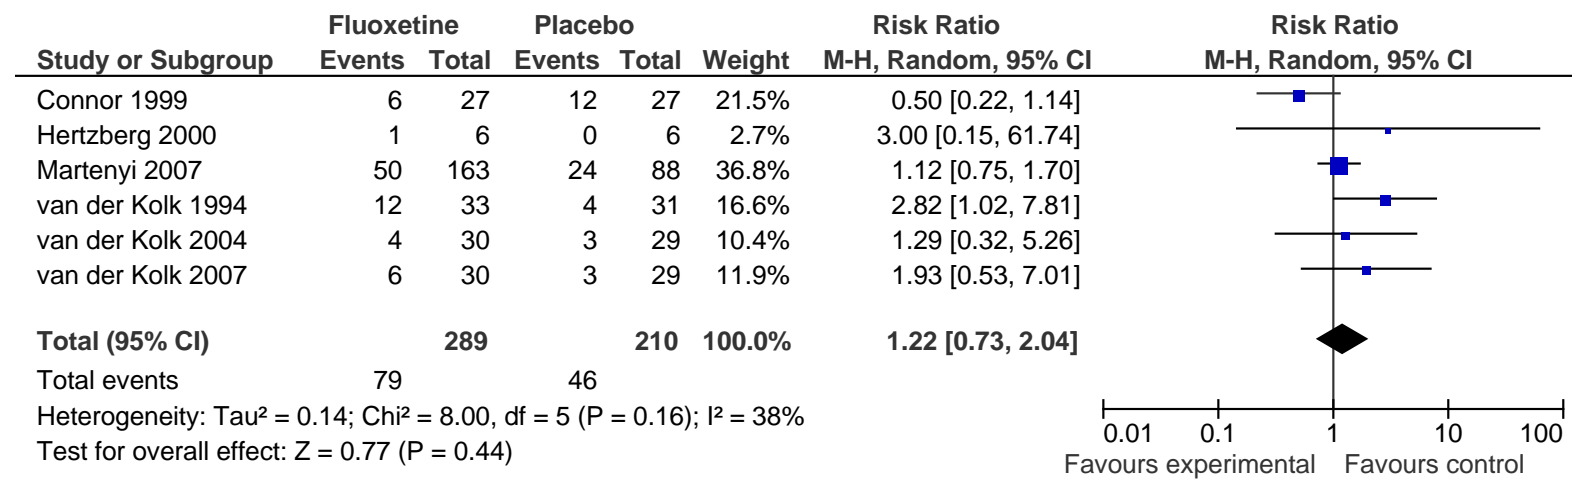 Fluoxetine Placebo Risk Ratio Risk Ratio
Study or Subgroup Events Total Events Total Weight M-H, Random, 95% CI M-H, Random, 95% CI
Connor 1999 6 27 12 27 21.5% 0.50 [0.22, 1.14]
Hertzberg 2000 1 6 0 6 2.7% 3.00 [0.15, 61.74]
Martenyi 2007 50 163 24 88 36.8% 1.12 [0.75, 1.70]
van der Kolk 1994 12 33 4 31 16.6% 2.82 [1.02, 7.81]
van der Kolk 2004 4 30 3 29 10.4% 1.29 [0.32, 5.26]
van der Kolk 2007 6 30 3 29 11.9% 1.93 [0.53, 7.01]
Total (95% CI) 289 210 100.0% 1.22 [0.73, 2.04]
Total events 79 46
Heterogeneity: Tau² = 0.14; Chi² = 8.00, df = 5 (P = 0.16); I² = 38%
Test for overall effect: Z = 0.77 (P = 0.44)
0.01 0.1 1 10 100
Favours experimental Favours control